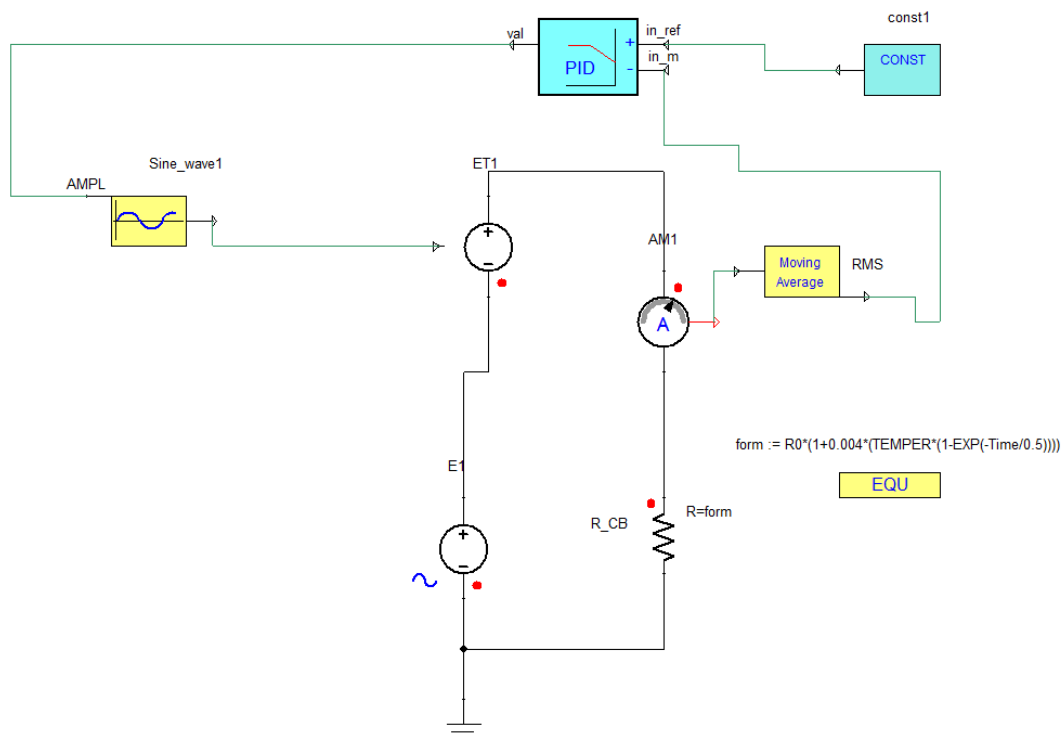 const1
val
in_ref
in_m
+
-
PID
CONST
Sine_wave1
AMPL
ET1
+
AM1
A
Moving
Average
RMS
form := R0*(1+0.004*(TEMPER*(1-EXP(-Time/0.5))))
EQU
E1
+
R_CB
R=form